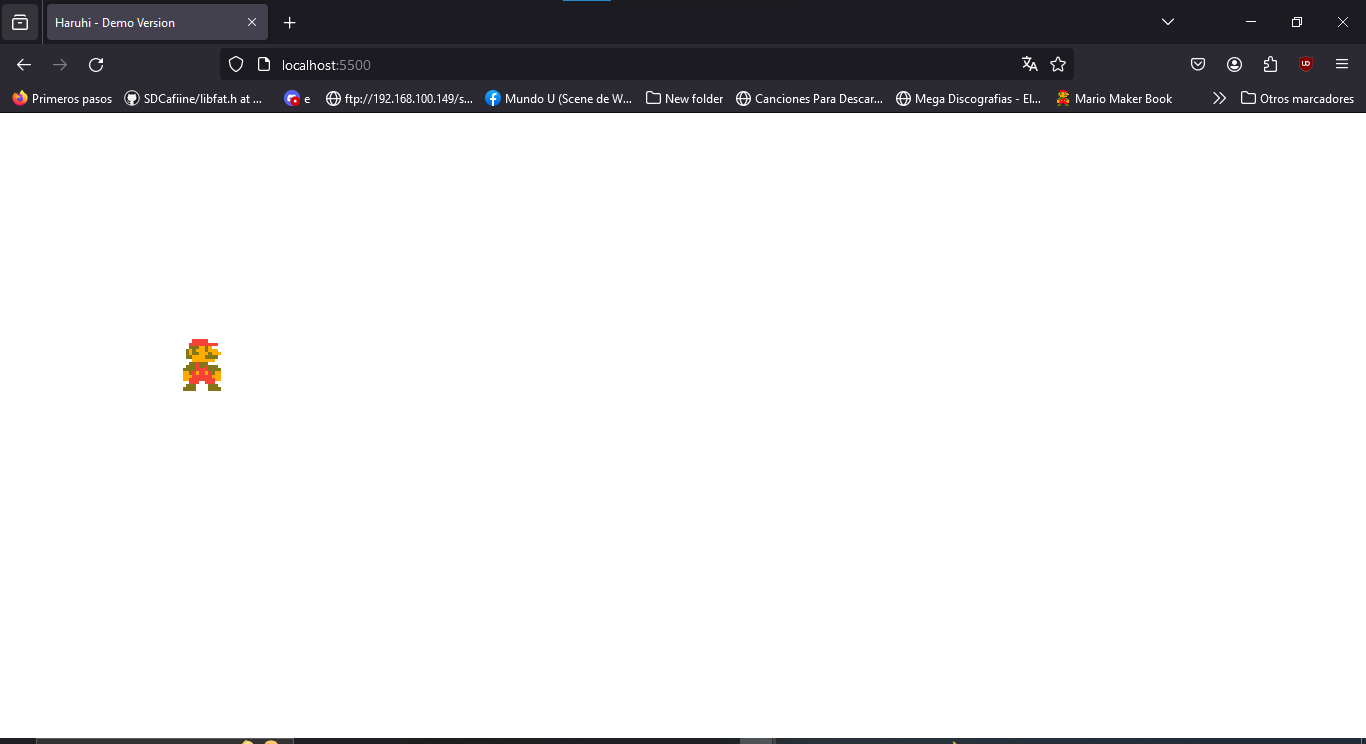 Haruhi - Demo Version
localhost:5500
Primeros pasos SDCafiine/libfat.h at ... e ftp://192.168.100.149/s... Mundo U (Scene de W... New folder Canciones Para Descar... Mega Discografias - El... Mario Maker Book Otros marcadores